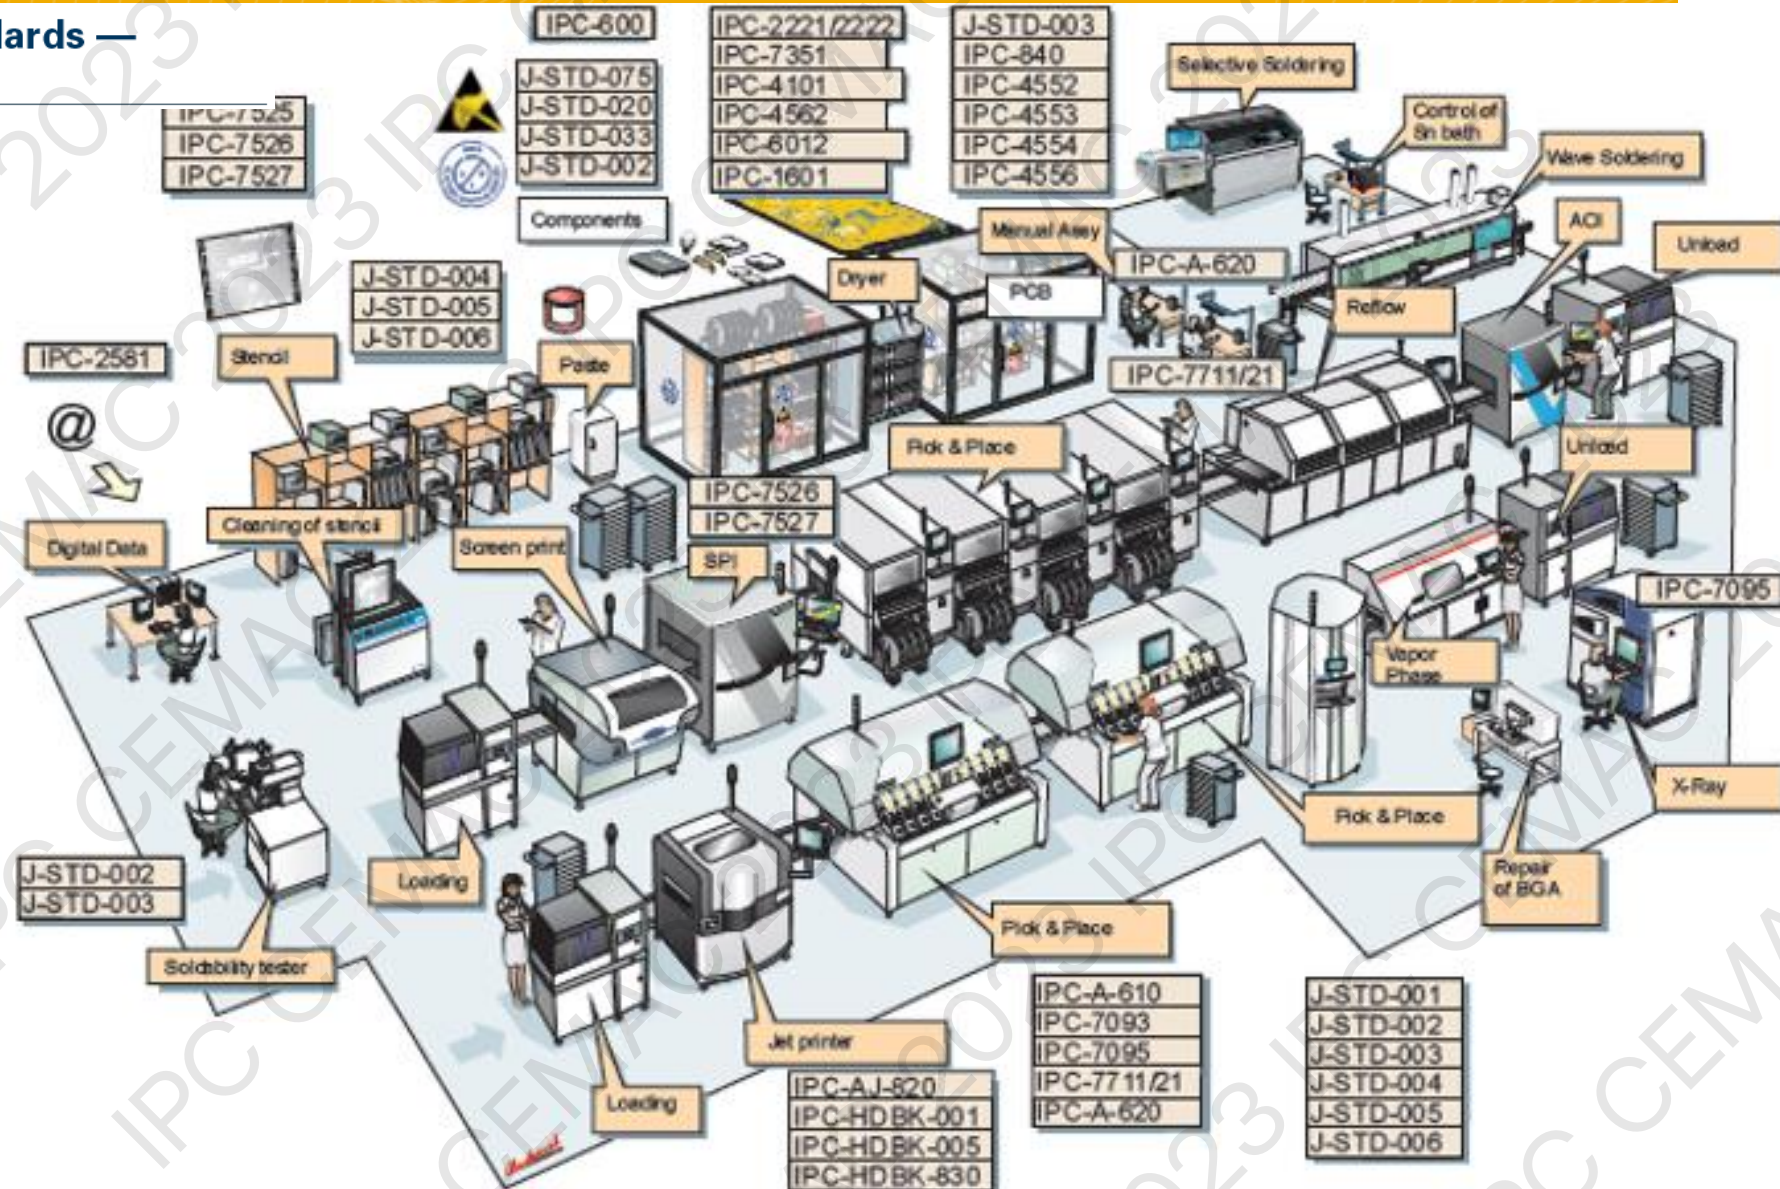 lards —
IPC-600
J-STD-075
J-STD-020
J-STD-033
J-STD-002
Components
IPC-2221/2222
IPC-7351
IPC-4101
IPC-4562
IPC-6012
IPC-1601
J-STD-003
IPC-840
IPC-4552
IPC-4553
IPC-4554
IPC-4556
Selective Soldering
Control of
Sn bath
Wave Soldering
IPC-7525
IPC-7526
IPC-7527
AOI
Unload
Manual Assy
IPC-A-620
PCB
Dryer
Reflow
J-STD-004
J-STD-005
J-STD-006
IPC-2581
Stencil
Paste
IPC-7711/21
@
Pick & Place
Unload
IPC-7526
IPC-7527
SPI
Digital Data
Cleaning of stencil
Screen print
IPC-7095
Vapor
Phase
X-Ray
Pick & Place
Repair
of BGA
J-STD-002
J-STD-003
Loading
Pick & Place
Soldability tester
Jet printer
Loading
IPC-A-610
IPC-7093
IPC-7095
IPC-7711/21
IPC-A-620
J-STD-001
J-STD-002
J-STD-003
J-STD-004
J-STD-005
J-STD-006
IPC-AJ-820
IPC-HDBK-001
IPC-HDBK-005
IPC-HDBK-830
IPC CEMAC 2023